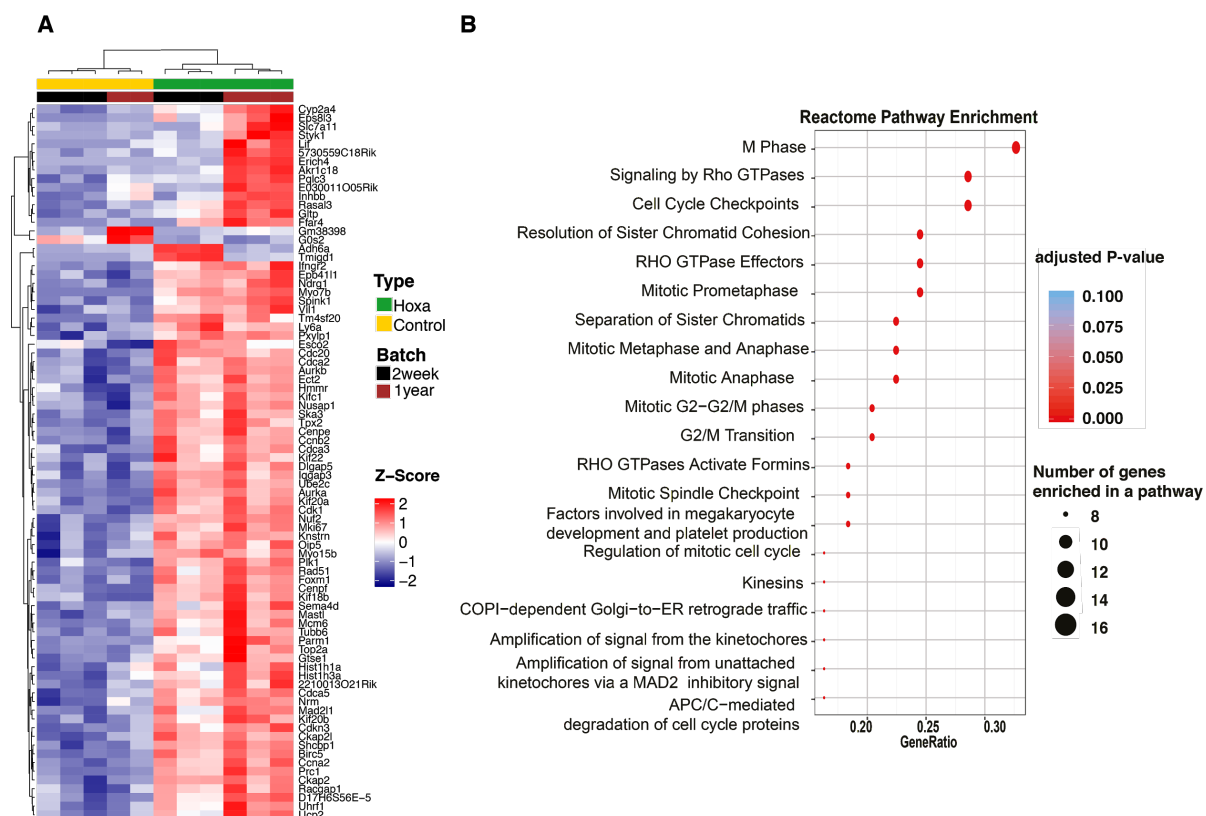 A
Cyp2a4
Eps8l3
Slc7a11
Styk1
Lif
5730559C18Rik
Erich4
Akr1c18
Pglc3
E030011O05Rik
Inhbb
Rasal3
Gltp
Ffar4
Gm38398
G0s2
Adh6a
Tmigd1
Ifngr2
Epb41l1
Ndrg1
Myo7b
Spink1
Vil1
Tm4sf20
Ly6a
Pxylp1
Esco2
Cdc20
Cdca2
Aurkb
Ect2
Hmmr
Kifc1
Nusap1
Ska3
Tpx2
Cenpe
Ccnb2
Cdca3
Kif22
Dlgap5
Iqgap3
Ube2c
Aurka
Kif20a
Cdk1
Nuf2
Mki67
Knstrn
Oip5
Myo15b
Plk1
Rad51
Foxm1
Cenpf
Kif18b
Sema4d
Mastl
Mcm6
Tubb6
Parm1
Top2a
Gtse1
Hist1h1a
Hist1h3a
2210013O21Rik
Cdca5
Nrm
Mad2l1
Kif20b
Cdkn3
Ckap2l
Shcbp1
Birc5
Ccna2
Prc1
Ckap2
Racgap1
D17H6S56E-5
Uhrf1
Ucp2
Type
Hoxa
Control
Batch
2week
1year
Z−Score
2
1
0
−1
−2
B
Reactome Pathway Enrichment
M Phase
Signaling by Rho GTPases
Cell Cycle Checkpoints
Resolution of Sister Chromatid Cohesion
RHO GTPase Effectors
Mitotic Prometaphase
Separation of Sister Chromatids
Mitotic Metaphase and Anaphase
Mitotic Anaphase
Mitotic G2−G2/M phases
G2/M Transition
RHO GTPases Activate Formins
Mitotic Spindle Checkpoint
Factors involved in megakaryocyte
development and platelet production
Regulation of mitotic cell cycle
Kinesins
COPI−dependent Golgi−to−ER retrograde traffic
Amplification of signal from the kinetochores
Amplification of signal from unattached
kinetochores via a MAD2 inhibitory signal
APC/C−mediated
degradation of cell cycle proteins
0.20 0.25 0.30
GeneRatio
adjusted P-value
0.100
0.075
0.050
0.025
0.000
Number of genes
enriched in a pathway
8
10
12
14
16